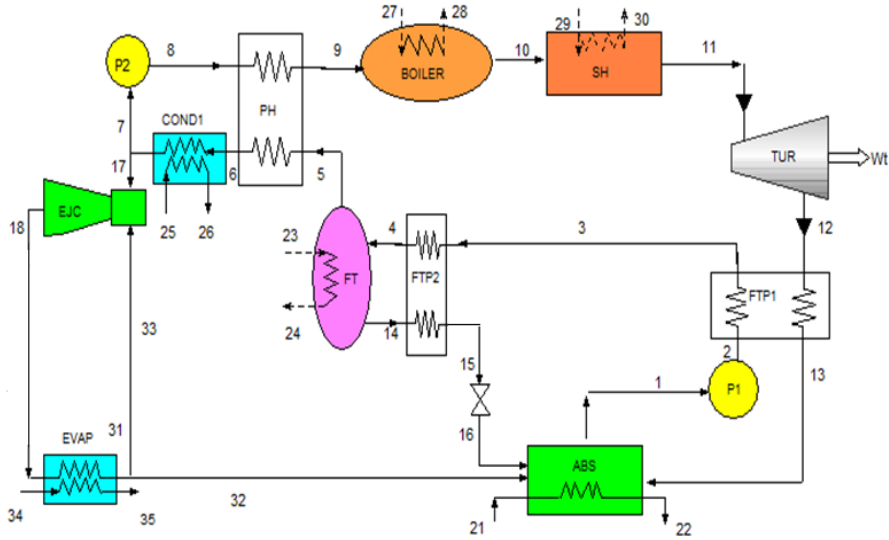 27 28 29 30
8 9 10 11
P2 BOILER SH
PH
7 COND1
TUR Wt
17 6 5
EJC
18 25 26 4 3 12
23 FT FTP2 FTP1
24 14
33 2
15 1 P1 13
16
EVAP 31
ABS
32
34 35 21 22